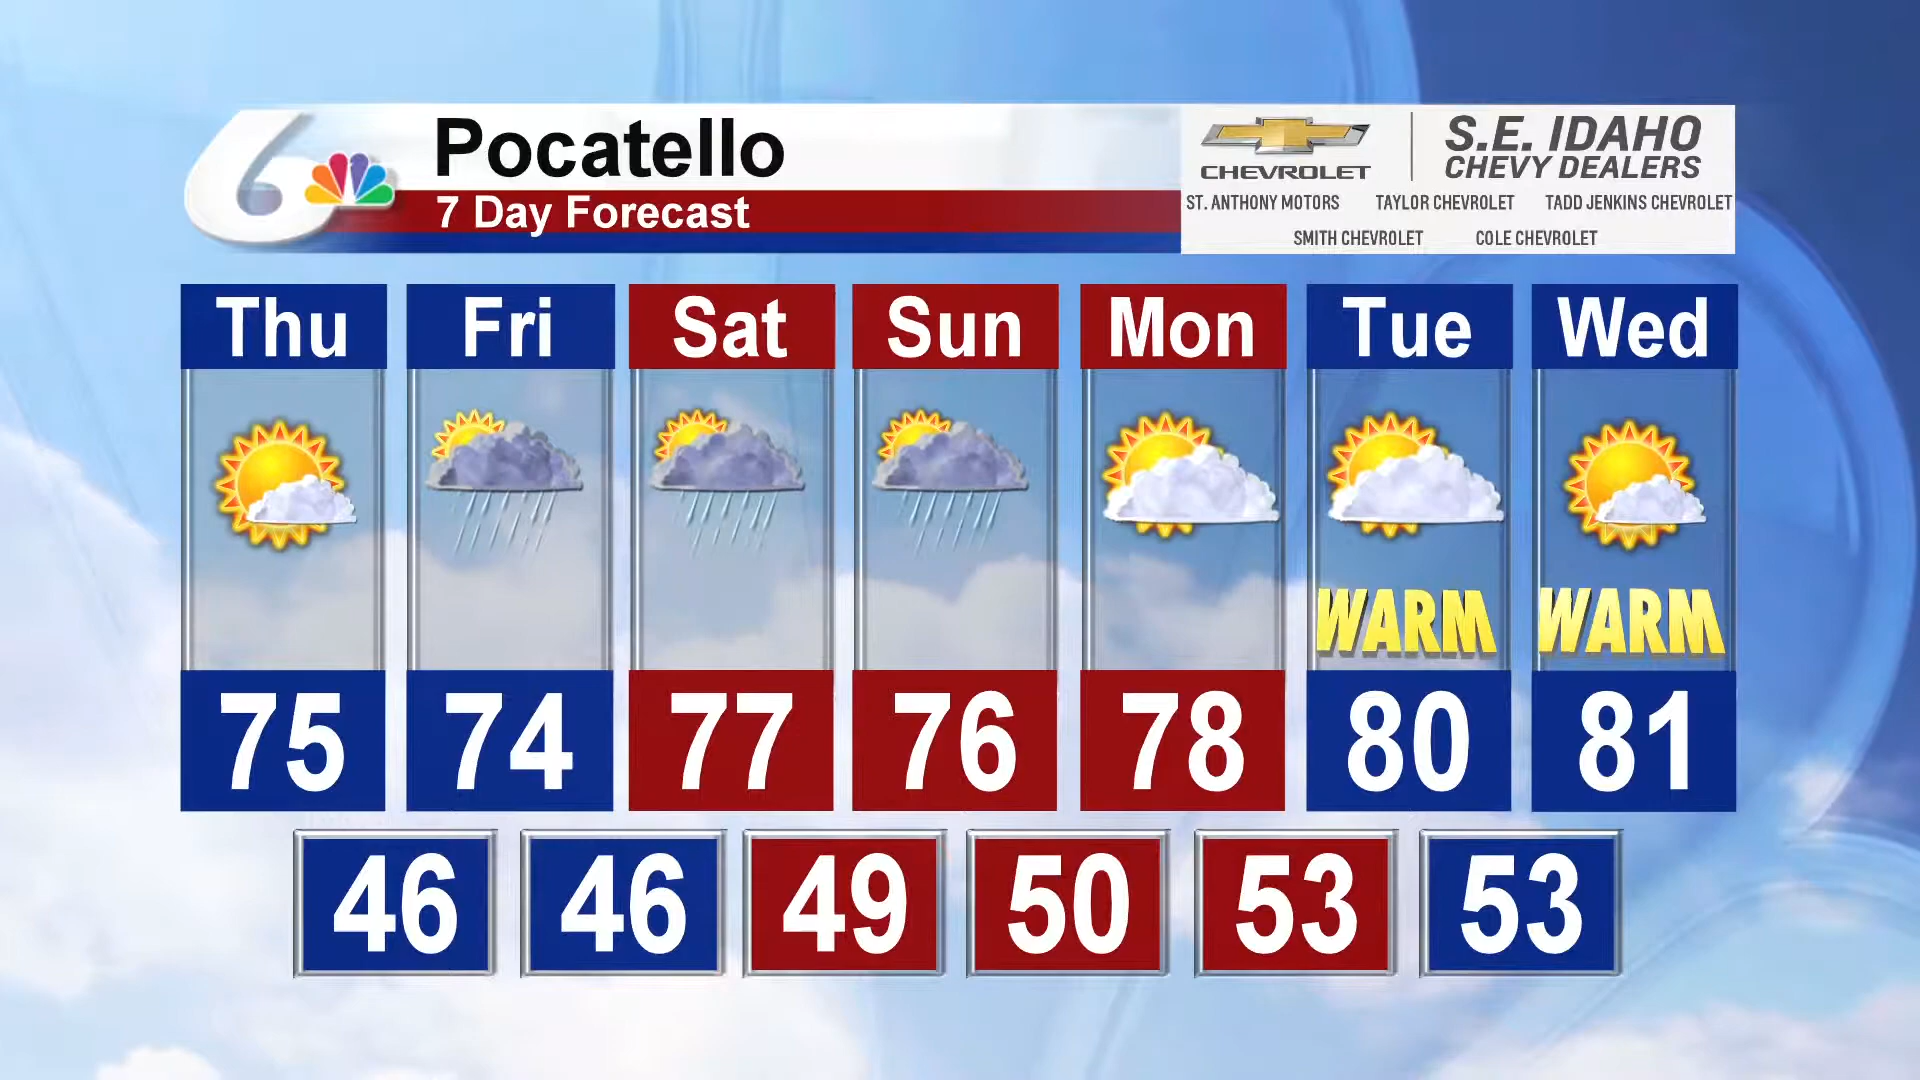 6
Pocatello
7 Day Forecast
CHEVROLET
S.E. IDAHO
CHEVY DEALERS
ST. ANTHONY MOTORS TAYLOR CHEVROLET TADD JENKINS CHEVROLET
SMITH CHEVROLET COLE CHEVROLET
Thu Fri Sat Sun Mon Tue Wed
WARM WARM
75 74 77 76 78 80 81
46 46 49 50 53 53